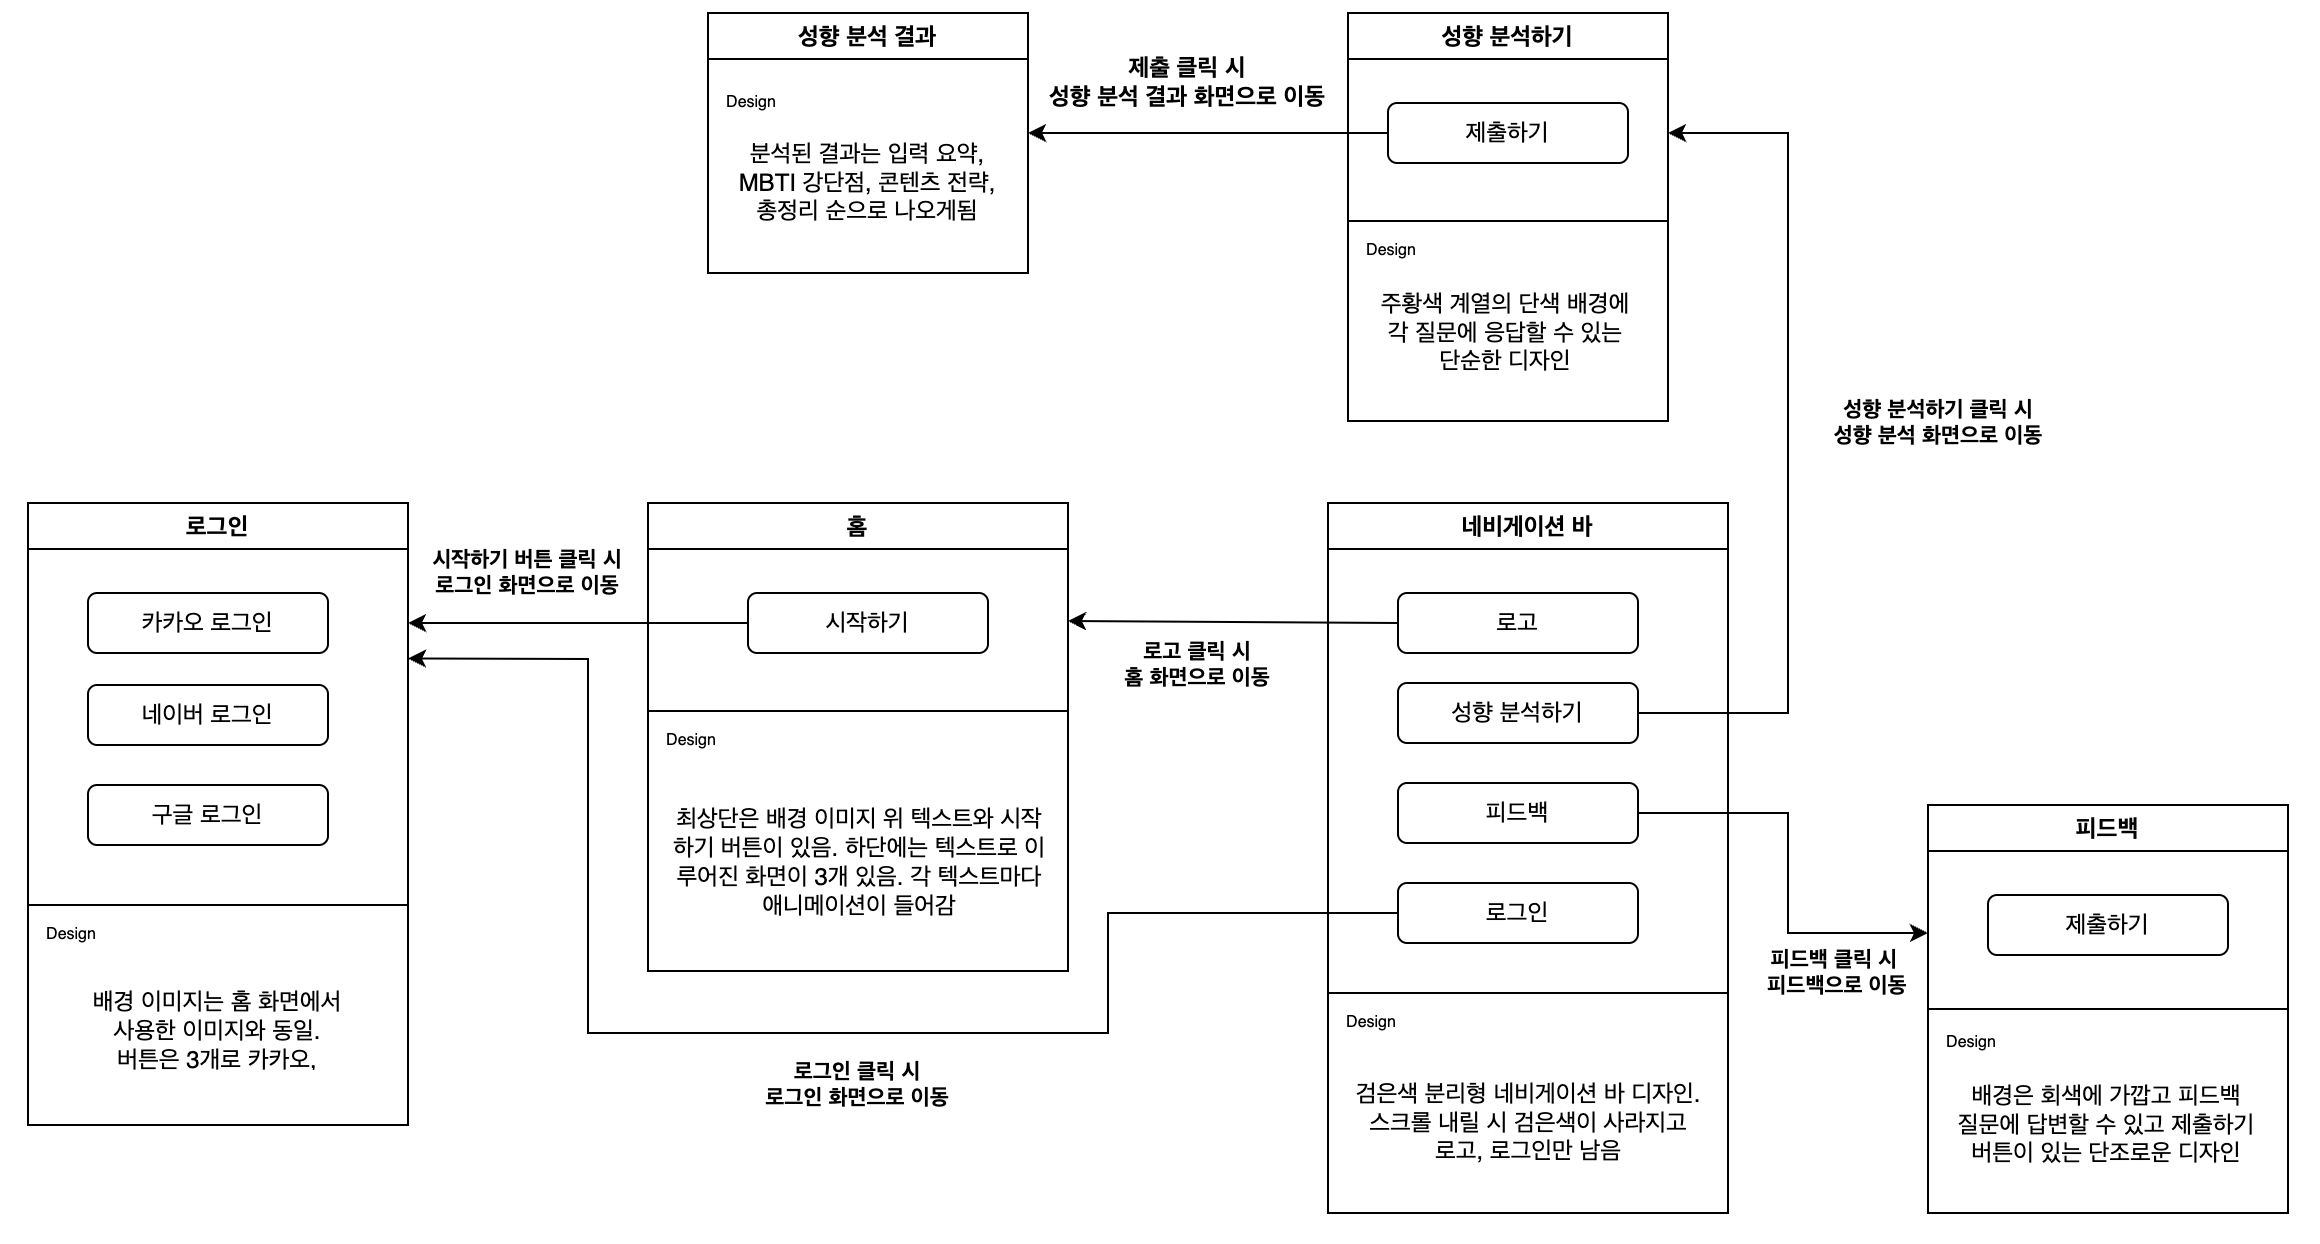 성향 분석 결과
Design
분석된 결과는 입력 요약,
MBTI 강단점, 콘텐츠 전략,
총정리 순으로 나오게됨
제출 클릭 시
성향 분석 결과 화면으로 이동
성향 분석하기
제출하기
Design
주황색 계열의 단색 배경에
각 질문에 응답할 수 있는
단순한 디자인
성향 분석하기 클릭 시
성향 분석 화면으로 이동
로그인
카카오 로그인
네이버 로그인
구글 로그인
Design
배경 이미지는 홈 화면에서
사용한 이미지와 동일.
버튼은 3개로 카카오,
시작하기 버튼 클릭 시
로그인 화면으로 이동
홈
시작하기
Design
최상단은 배경 이미지 위 텍스트와 시작
하기 버튼이 있음. 하단에는 텍스트로 이
루어진 화면이 3개 있음. 각 텍스트마다
애니메이션이 들어감
로고 클릭 시
홈 화면으로 이동
로그인 클릭 시
로그인 화면으로 이동
네비게이션 바
로고
성향 분석하기
피드백
로그인
Design
검은색 분리형 네비게이션 바 디자인.
스크롤 내릴 시 검은색이 사라지고
로고, 로그인만 남음
피드백 클릭 시
피드백으로 이동
피드백
제출하기
Design
배경은 회색에 가깝고 피드백
질문에 답변할 수 있고 제출하기
버튼이 있는 단조로운 디자인